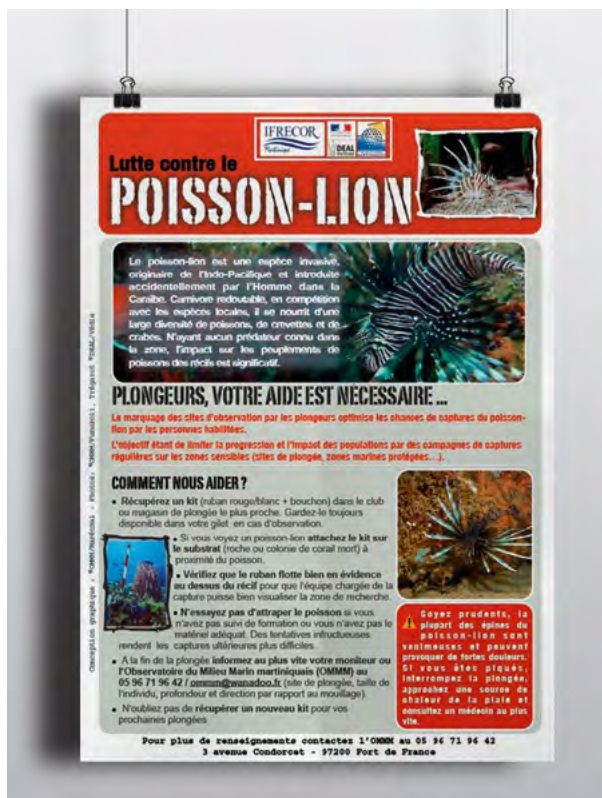 IFRECOR
Martinique
DEAL
Lutte contre le
POISSON-LION
Le poisson-lion est une espèce invasive,
originaire de l'Indo-Pacifique et introduite
accidentellement par l'Homme dans la
Caraïbe. Carnivore redoutable, en compétition
avec les espèces locales, il se nourrit d'une
large diversité de poissons, de crevettes et de
crabes. N'ayant aucun prédateur connu dans
la zone, l'impact sur les peuplements de
poissons des récifs est significatif.
PLONGEURS, VOTRE AIDE EST NECESSAIRE ...
Le marquage des sites d'observation par les plongeurs optimise les chances de captures du poisson-
lion par les personnes habilitées.
L'objectif étant de limiter la progression et l'impact des populations par des campagnes de captures
régulières sur les zones sensibles (sites de plongée, zones marines protégées...).
COMMENT NOUS AIDER ?
• Récupérez un kit (ruban rouge/blanc + bouchon) dans le club
ou magasin de plongée le plus proche. Gardez-le toujours
disponible dans votre gilet en cas d'observation.
• Si vous voyez un poisson-lion attachez le kit sur
le substrat (roche ou colonie de corail mort) à
proximité du poisson.
• Vérifiez que le ruban flotte bien en évidence
au dessus du récif pour que l'équipe chargée de la
capture puisse bien visualiser la zone de recherche.
• N'essayez pas d'attraper le poisson si vous
n'avez pas suivi de formation ou vous n'avez pas le
matériel adéquat. Des tentatives infructueuses
rendent les captures ultérieures plus difficiles.
• A la fin de la plongée informez au plus vite votre moniteur ou
l'Observatoire du Milieu Marin martiniquais (OMMM) au
05 96 71 96 42 / ommm@wanadoo.fr (site de plongée, taille de
l'individu, profondeur et direction par rapport au mouillage).
• N'oubliez pas de récupérer un nouveau kit pour vos
prochaines plongées
Soyez prudents, la
plupart des épines du
poisson-lion sont
venimeuses et peuvent
provoquer de fortes douleurs.
Si vous êtes piqués,
interrompez la plongée,
approchez une source de
chaleur de la plaie et
consultez un médecin au plus
vite.
Pour plus de renseignements contactez l'OMMM au 05 96 71 96 42
3 avenue Condorcet - 97200 Fort de France
Conception graphique : ©OMMM/Maréchal - Photos: